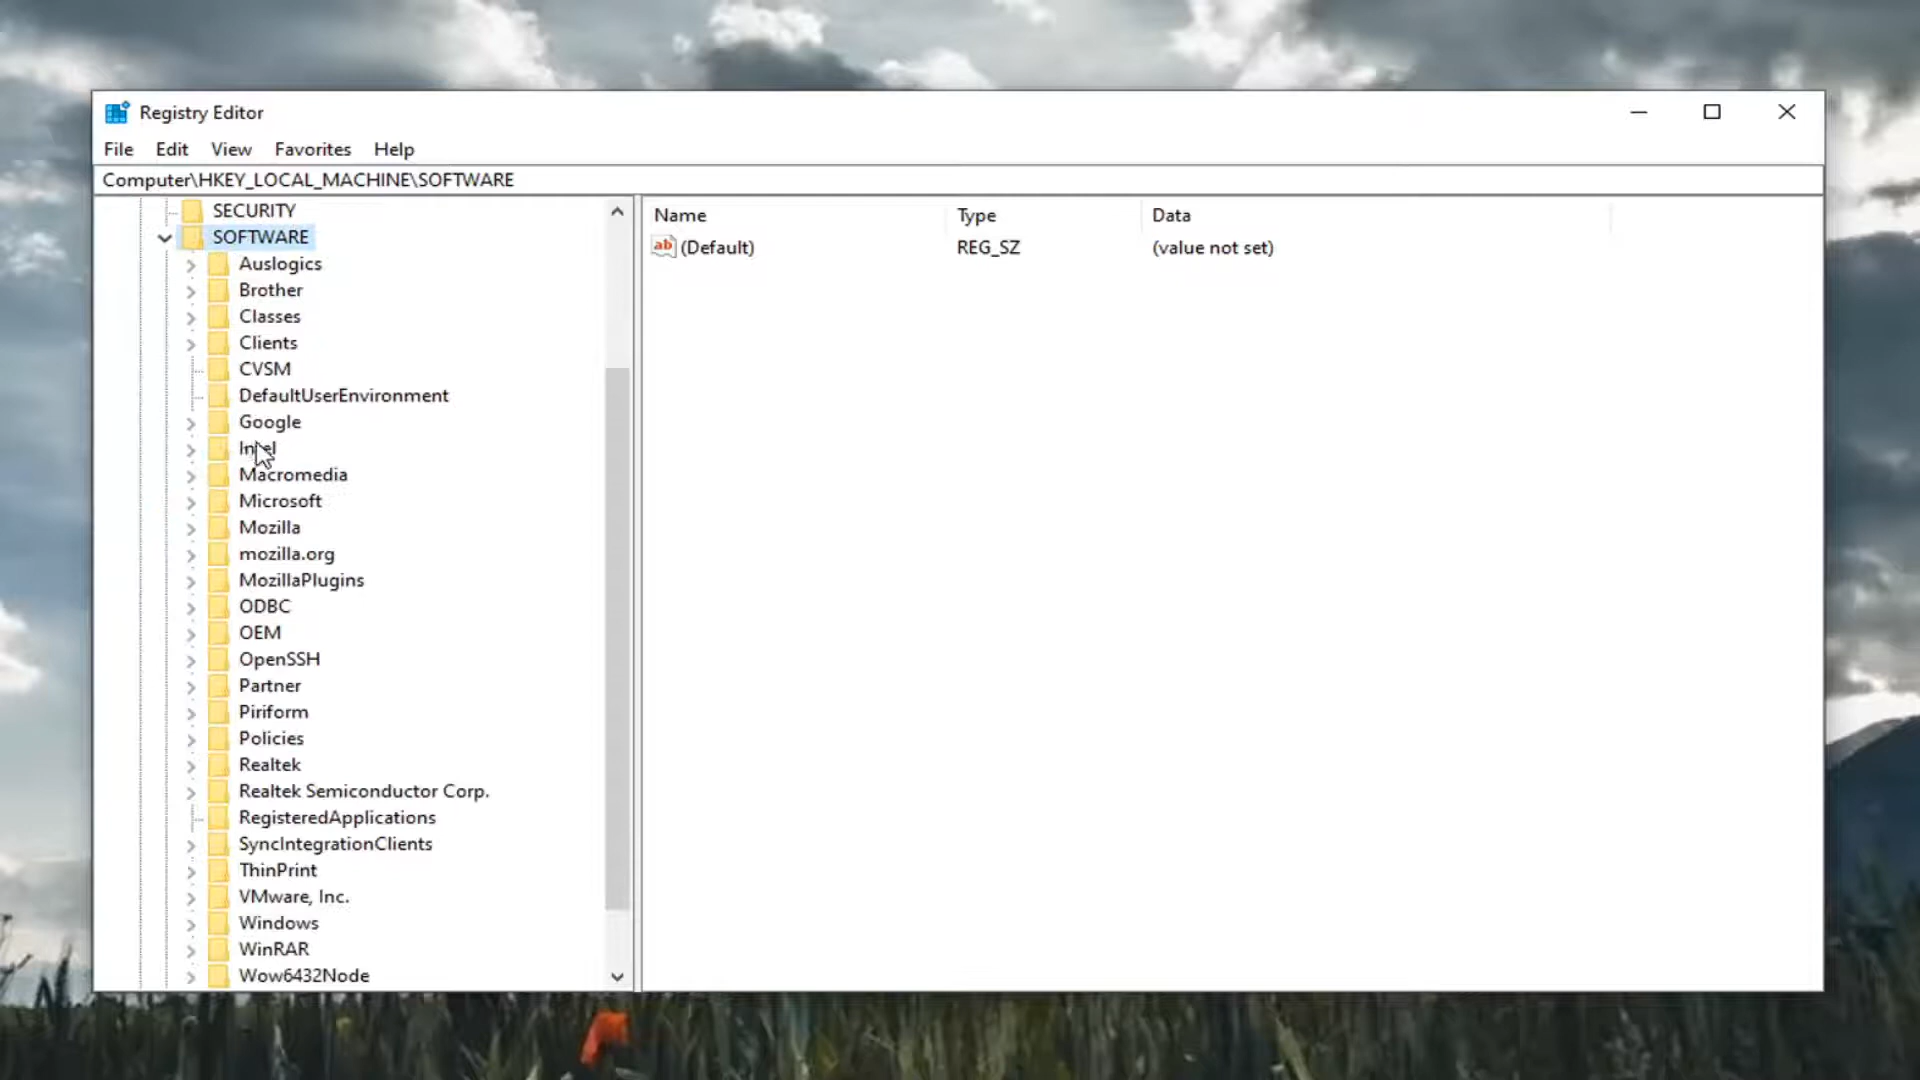 Registry Editor
File Edit View Favorites Help
Computer\HKEY_LOCAL_MACHINE\SOFTWARE
SECURITY
SOFTWARE
Auslogics
Brother
Classes
Clients
CVSM
DefaultUserEnvironment
Google
Intel
Macromedia
Microsoft
Mozilla
mozilla.org
MozillaPlugins
ODBC
OEM
OpenSSH
Partner
Piriform
Policies
Realtek
Realtek Semiconductor Corp.
RegisteredApplications
SyncIntegrationClients
ThinPrint
VMware, Inc.
Windows
WinRAR
Wow6432Node
Name Type Data
ab (Default) REG_SZ (value not set)